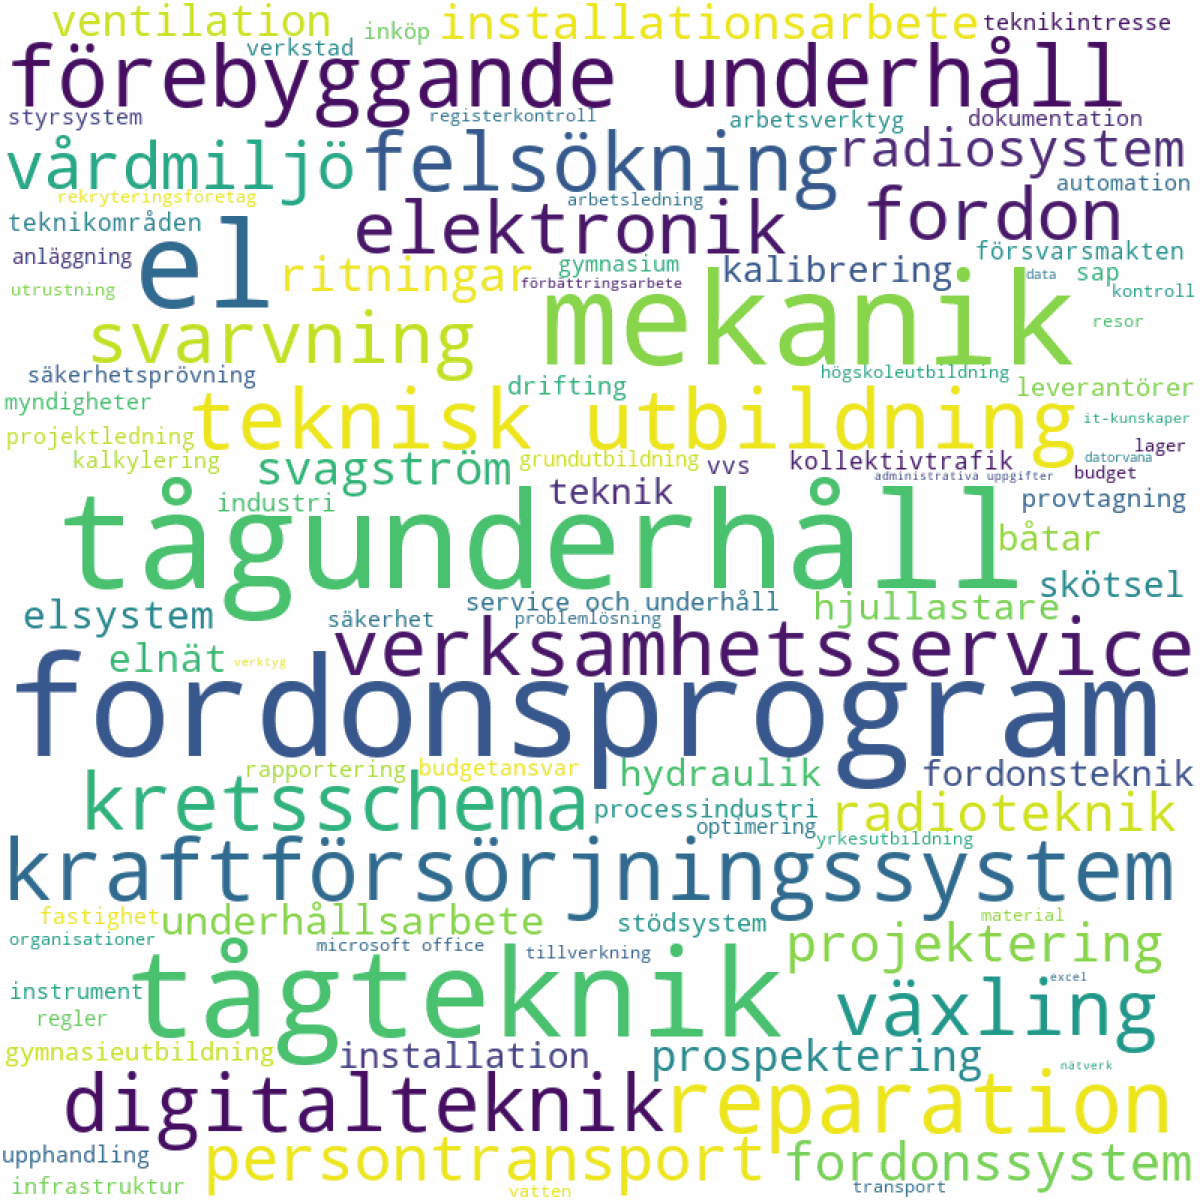 ventilation
inköp
installationsarbete
teknikintresse
verkstad
förebyggande underhåll
styrsystem
registerkontroll
arbetsverktyg
dokumentation
vårdmiljö
felsökning
radiosystem
rekryteringsföretag
arbetsledning
automation
teknikområden
el
elektronik
fordon
anläggning
ritningar
gymnasium
kalibrering
försvarsmakten
utrustning
förbättringsarbete
mekanik
data
sap
kontroll
svarvning
resor
säkerhetsprövning
drifting
högskoleutbildning
leverantörer
myndigheter
teknisk utbildning
it-kunskaper
projektledning
lager
kalkylering
svagström
grundutbildning
vvs
kollektivtrafik
datorvana
budget
administrativa uppgifter
industri
teknik
provtagning
tågunderhåll
båtar
skötsel
elsystem
säkerhet
service och underhåll
problemlösning
hjullastare
elnät
verktyg
verksamhetsservice
fordonsprogram
rapportering
budgetansvar
hydraulik
fordonsteknik
kretsschema
processindustri
optimering
radioteknik
yrkesutbildning
kraftförsörjningssystem
fastighet
underhållsarbete
stödsystem
material
organisationer
microsoft office
tillverkning
projektering
instrument
tågteknik
excel
växling
regler
gymnasieutbildning
installation
prospektering
nätverk
digitalteknik
reparation
upphandling
persontransport
fordonssystem
infrastruktur
vatten
transport